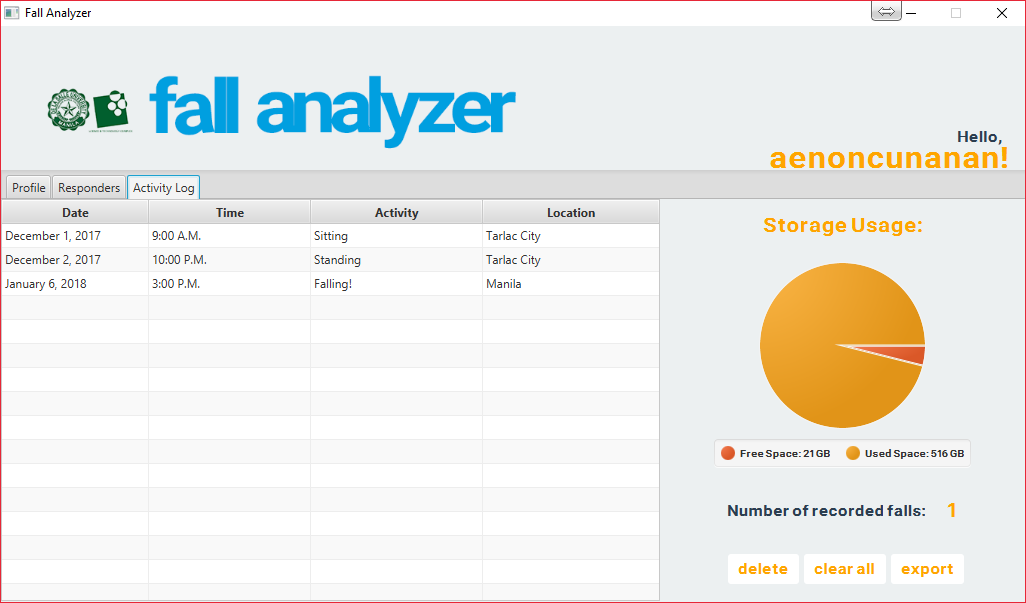 Fall Analyzer
fall analyzer
Hello,
aenoncunanan!
Profile Responders Activity Log
Date Time Activity Location
December 1, 2017 9:00 A.M. Sitting Tarlac City
December 2, 2017 10:00 P.M. Standing Tarlac City
January 6, 2018 3:00 P.M. Falling! Manila
Storage Usage:
Free Space: 21 GB Used Space: 516 GB
Number of recorded falls: 1
delete clear all export